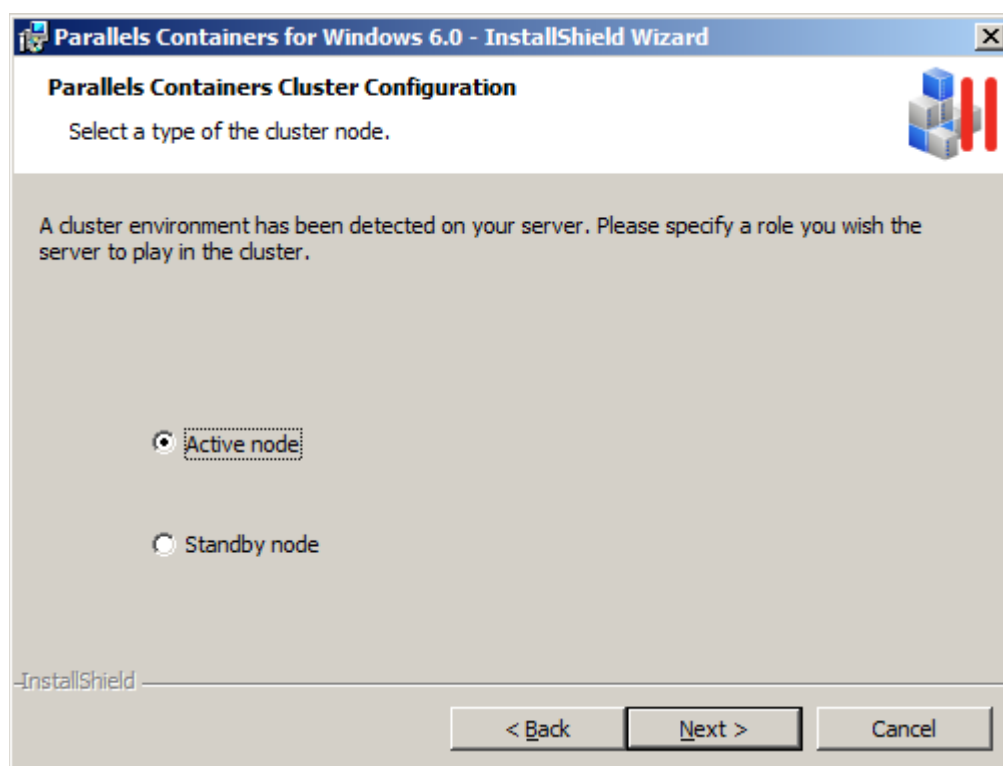 Parallels Containers for Windows 6.0 - InstallShield Wizard
Parallels Containers Cluster Configuration
Select a type of the cluster node.
A cluster environment has been detected on your server. Please specify a role you wish the
server to play in the cluster.
Active node
Standby node
InstallShield
< Back
Next >
Cancel